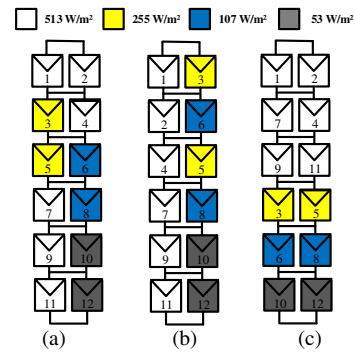 513 W/m² 255 W/m² 107 W/m² 53 W/m²
1 2 1 3 1 2
3 4 2 6 7 4
5 6 4 5 9 11
7 8 7 8 3 5
9 10 9 10 6 8
11 12 11 12 10 12
(a) (b) (c)